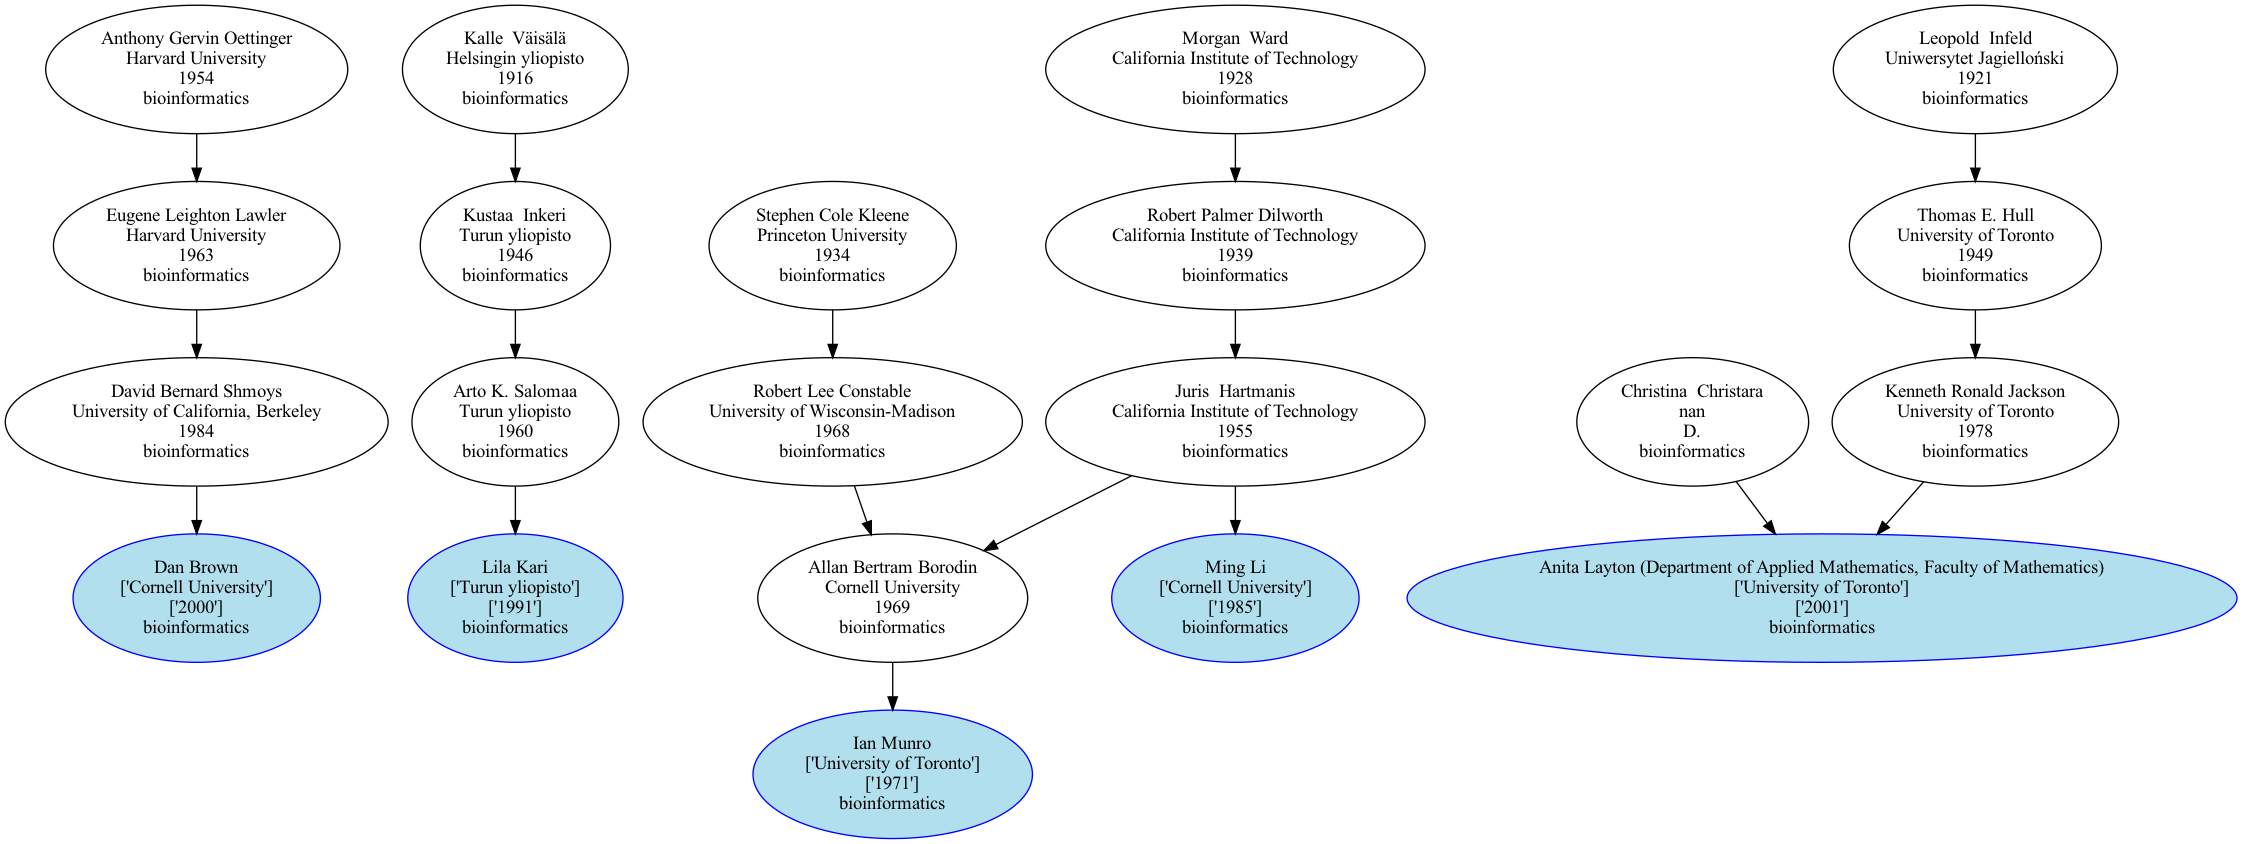 Anthony Gervin Oettinger
Harvard University
1954
bioinformatics
Kalle  Väisälä
Helsingin yliopisto
1916
bioinformatics
Morgan  Ward
California Institute of Technology
1928
bioinformatics
Leopold  Infeld
Uniwersytet Jagielloński
1921
bioinformatics
Eugene Leighton Lawler
Harvard University
1963
bioinformatics
Kustaa  Inkeri
Turun yliopisto
1946
bioinformatics
Stephen Cole Kleene
Princeton University
1934
bioinformatics
Robert Palmer Dilworth
California Institute of Technology
1939
bioinformatics
Thomas E. Hull
University of Toronto
1949
bioinformatics
David Bernard Shmoys
University of California, Berkeley
1984
bioinformatics
Arto K. Salomaa
Turun yliopisto
1960
bioinformatics
Robert Lee Constable
University of Wisconsin-Madison
1968
bioinformatics
Juris  Hartmanis
California Institute of Technology
1955
bioinformatics
Christina  Christara
nan
D.
bioinformatics
Kenneth Ronald Jackson
University of Toronto
1978
bioinformatics
Dan Brown
['Cornell University']
['2000']
bioinformatics
Lila Kari
['Turun yliopisto']
['1991']
bioinformatics
Allan Bertram Borodin
Cornell University
1969
bioinformatics
Ming Li
['Cornell University']
['1985']
bioinformatics
Anita Layton (Department of Applied Mathematics, Faculty of Mathematics)
['University of Toronto']
['2001']
bioinformatics
Ian Munro
['University of Toronto']
['1971']
bioinformatics